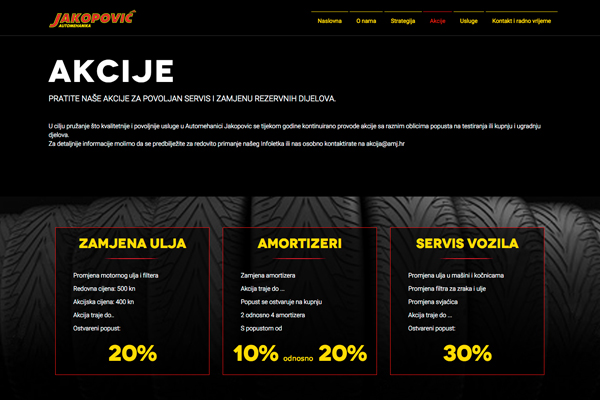 JAKOPOVIĆ
AUTOMEHANIKA
Naslovna O nama Strategija Akcije Usluge Kontakt i radno vrijeme
AKCIJE
PRATITE NAŠE AKCIJE ZA POVOLJAN SERVIS I ZAMJENU REZERVNIH DIJELOVA.
U cilju pružanje što kvalitetnije i povoljnije usluge u Automehanici Jakopovic se tijekom godine kontinuirano provode akcije sa raznim oblicima popusta na testiranja ili kupnju i ugradnju
djelova.
Za detaljnije informacije molimo da se predbilježite za redovito primanje našeg Infoletka ili nas osobno kontaktirate na akcija@amj.hr
ZAMJENA ULJA
Promjena motornog ulja i filtera
Redovna cijena: 500 kn
Akcijska cijena: 400 kn
Akcija traje do..
Ostvareni popust:
20%
AMORTIZERI
Zamjena amortizera
Akcija traje do ...
Popust se ostvaruje na kupnju
2 odnosno 4 amortizera
S popustom od
10% odnosno 20%
SERVIS VOZILA
Promjena ulja u mašini i kočnicama
Promjena filtra za zraka i ulje
Promjena svjaćica
Akcija traje do ...
Ostvareni popust:
30%